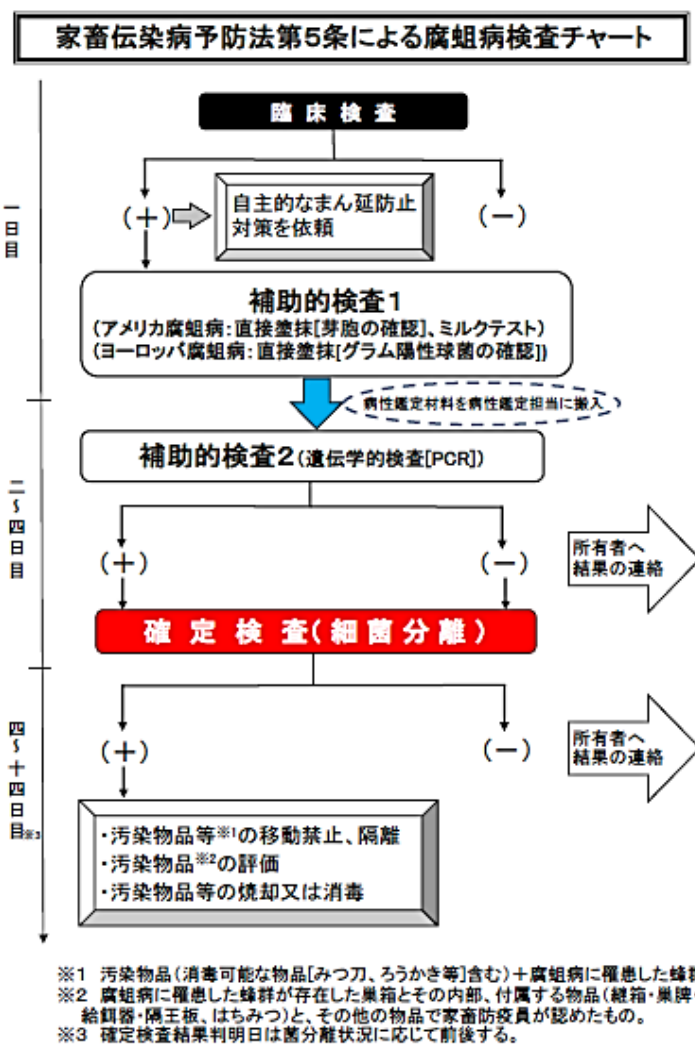 家畜伝染病予防法第5条による腐蛆病検査チャート
臨床検査
一日目
(＋)
自主的なまん延防止
対策を依頼
(－)
補助的検査1
(アメリカ腐蛆病:直接塗抹[芽胞の確認]、ミルクテスト)
(ヨーロッパ腐蛆病:直接塗抹[グラム陽性球菌の確認])
病性鑑定材料を病性鑑定担当に搬入
補助的検査2(遺伝学的検査[PCR])
二～四日目
(＋)
(－)
所有者へ
結果の連絡
確定検査(細菌分離)
四～十四日目※3
(＋)
(－)
所有者へ
結果の連絡
・汚染物品等※1の移動禁止、隔離
・汚染物品※2の評価
・汚染物品等の焼却又は消毒
※1 汚染物品(消毒可能な物品[みつ刀、ろうかき等]含む)＋腐蛆病に罹患した蜂群
※2 腐蛆病に罹患した蜂群が存在した巣箱とその内部、付属する物品(継箱・巣脾・
給餌器・隔王板、はちみつ)と、その他の物品で家畜防疫員が認めたもの。
※3 確定検査結果判明日は菌分離状況に応じて前後する。